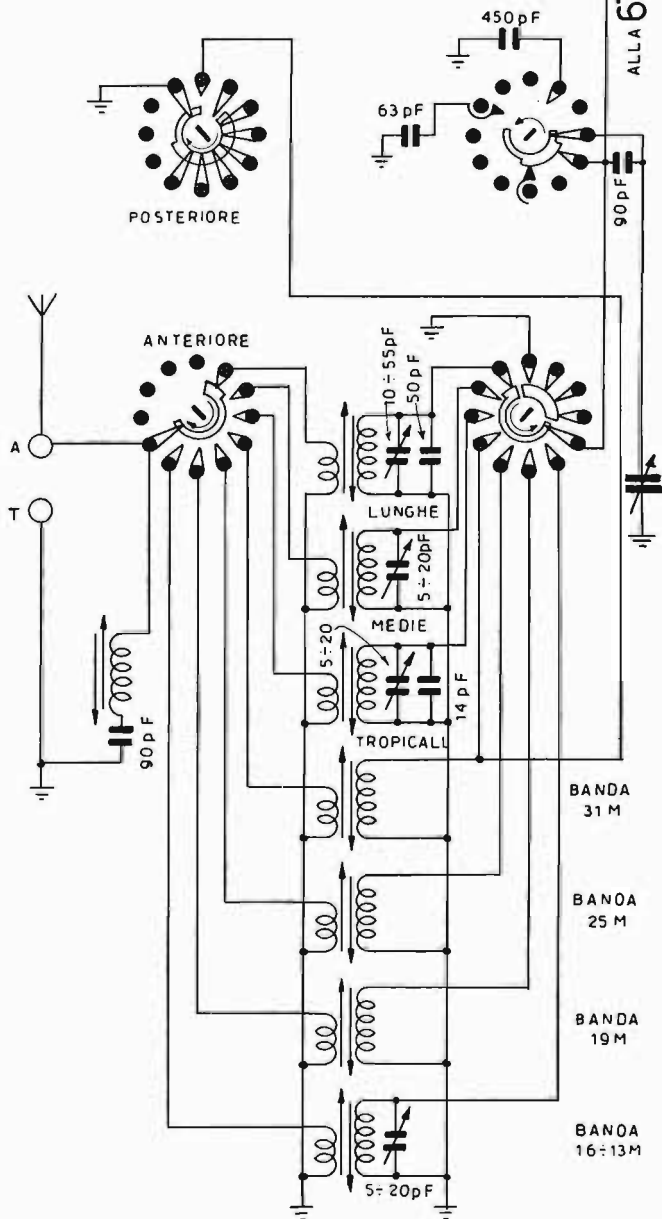 450pF
ALLA 6
63pF
POSTERIORE
90pF
ANTERIORE
A
T
10÷55pF
50pF
LUNGHE
5÷20pF
MEDIE
5÷20
14pF
90pF
TROPICALI
BANDA
31M
BANDA
25M
BANDA
19M
BANDA
16÷13M
5÷20pF